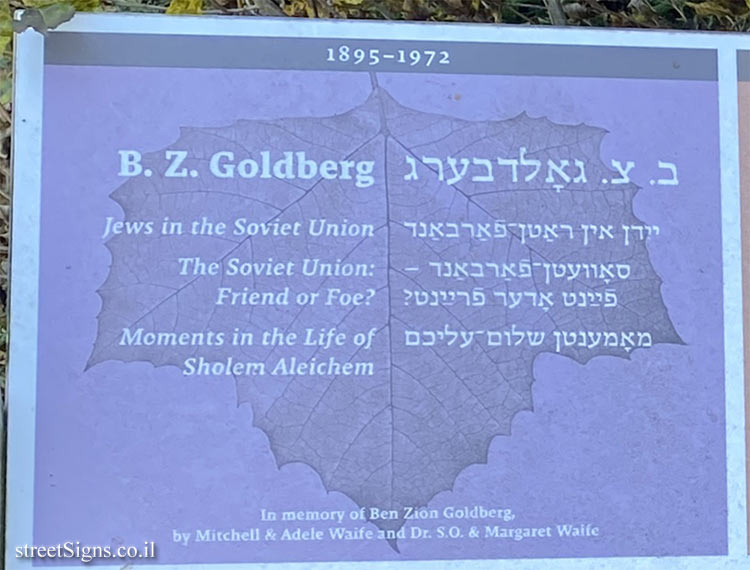 1895–1972
B. Z. Goldberg
ב. צ. גאָלדבערג
Jews in the Soviet Union
ייִדן אין ראַטן־פֿאַרבאַנד
The Soviet Union:
Friend or Foe?
סאָוועטן־פֿאַרבאַנד –
פֿײַנט אָדער פֿרײַנט?
Moments in the Life of
Sholem Aleichem
מאָמענטן שלום־עליכם
In memory of Ben Zion Goldberg,
by Mitchell & Adele Waife and Dr. S.O. & Margaret Waife
streetSigns.co.il